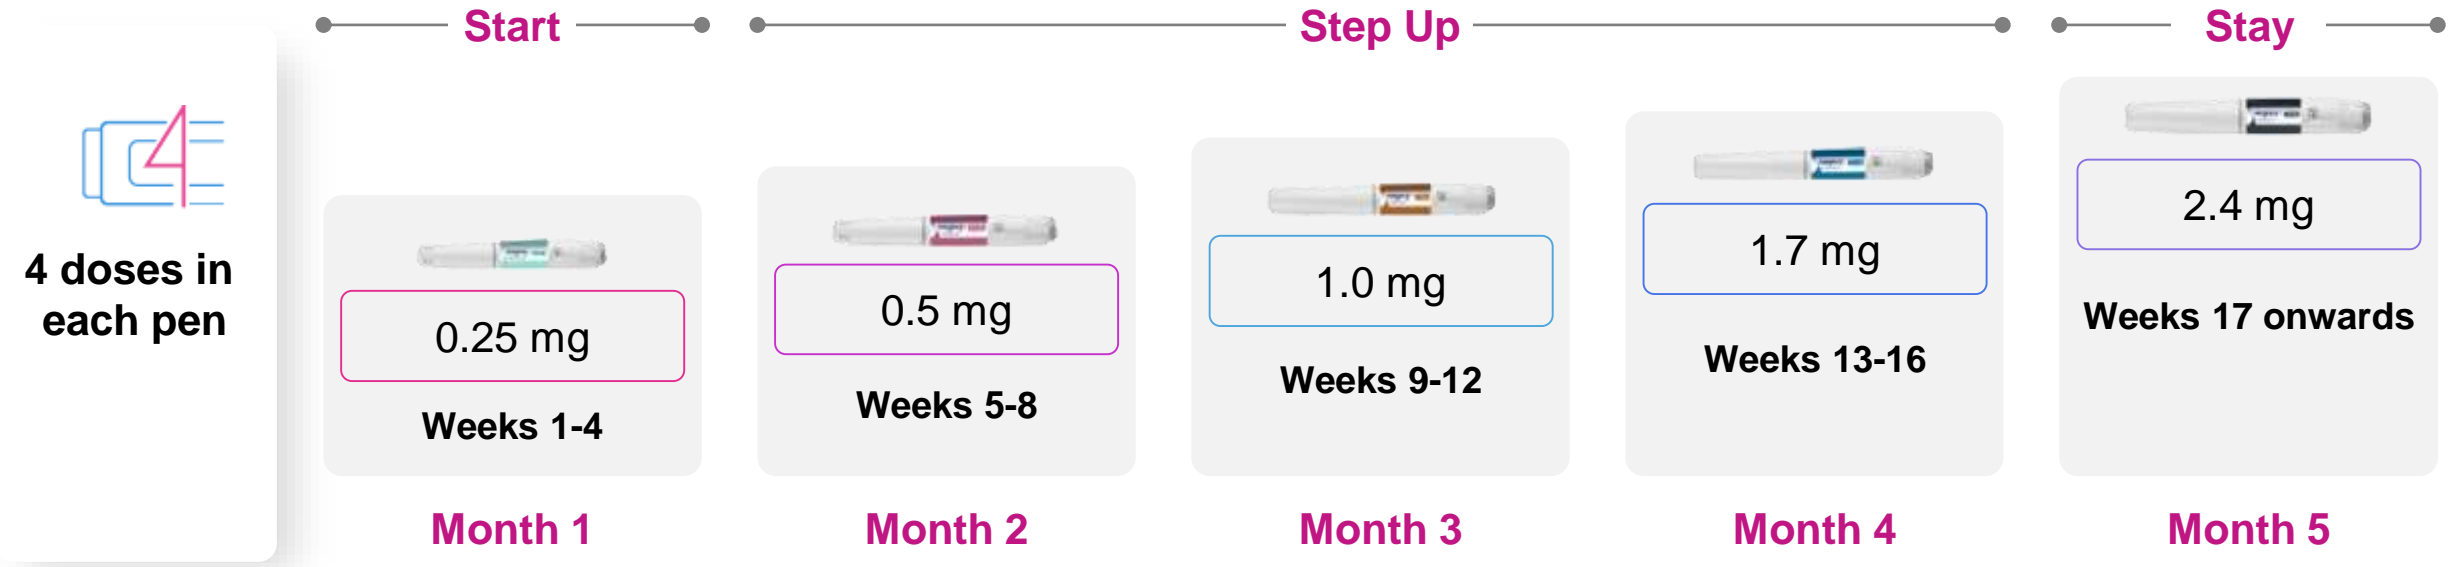 Start
Step Up
Stay
4
4 doses in
each pen
0.25 mg
Weeks 1-4
Month 1
0.5 mg
Weeks 5-8
Month 2
1.0 mg
Weeks 9-12
Month 3
1.7 mg
Weeks 13-16
Month 4
2.4 mg
Weeks 17 onwards
Month 5